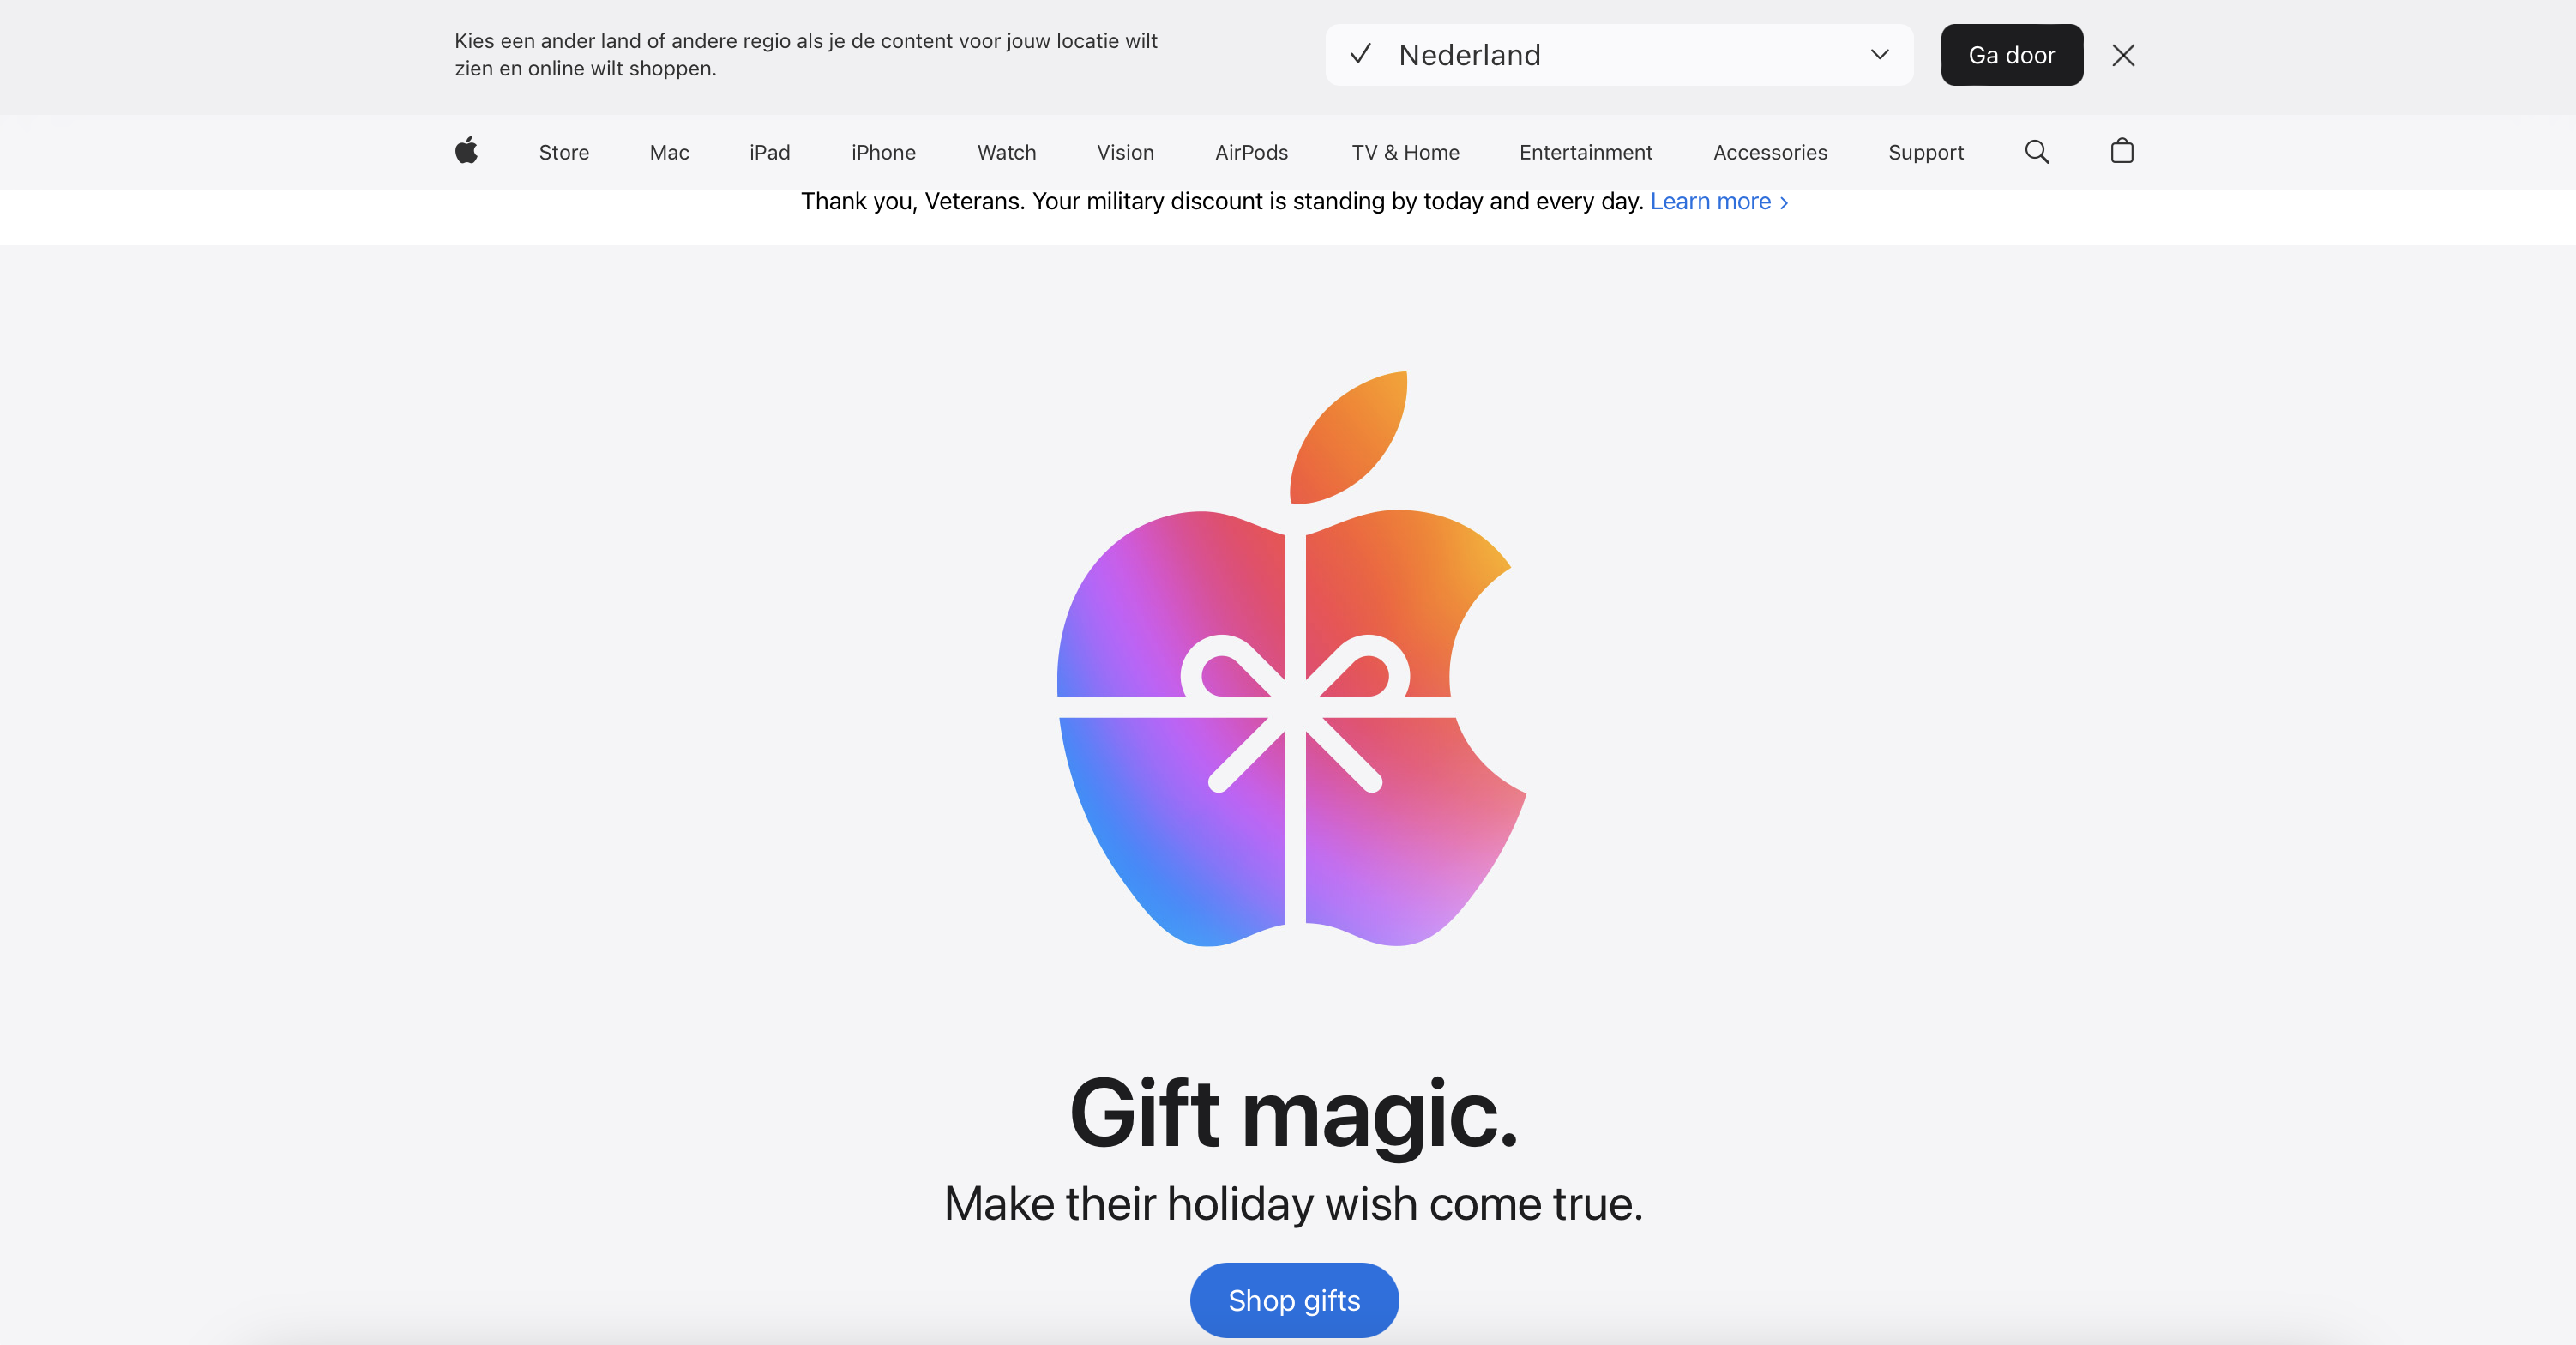 Kies een ander land of andere regio als je de content voor jouw locatie wilt
zien en online wilt shoppen.
Nederland
Ga door
Store Mac iPad iPhone Watch Vision AirPods TV & Home Entertainment Accessories Support
Thank you, Veterans. Your military discount is standing by today and every day. Learn more >
Gift magic.
Make their holiday wish come true.
Shop gifts